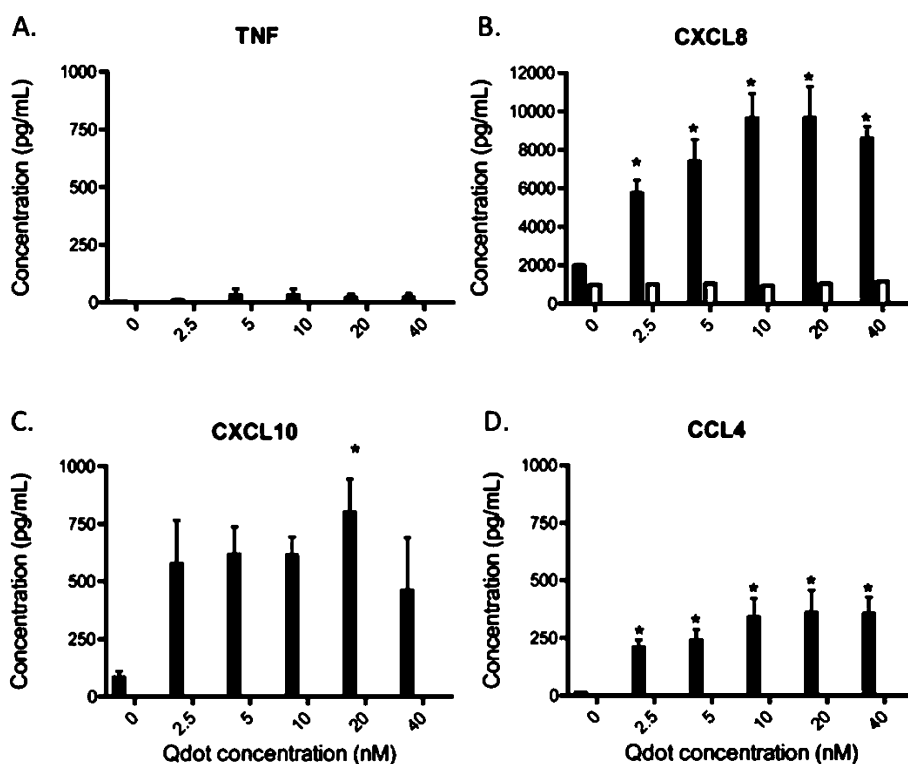 A.
TNF
Concentration (pg/mL)
1000
750
500
250
0
0 2.5 5 10 20 40
B.
CXCL8
Concentration (pg/mL)
12000
10000
8000
6000
4000
2000
0
* * * * *
0 2.5 5 10 20 40
C.
CXCL10
Concentration (pg/mL)
1000
750
500
250
0
*
0 2.5 5 10 20 40
Qdot concentration (nM)
D.
CCL4
Concentration (pg/mL)
1000
750
500
250
0
* * * * *
0 2.5 5 10 20 40
Qdot concentration (nM)